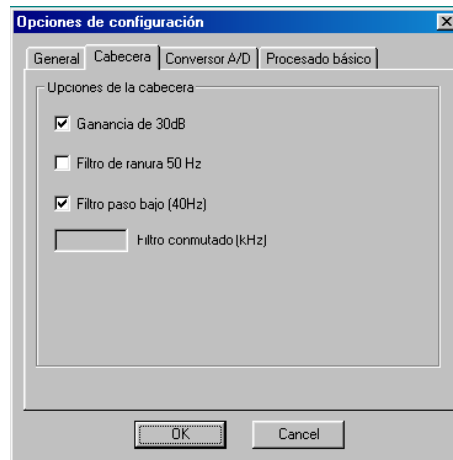 Opciones de configuración
General Cabecera Conversor A/D Procesado básico
Opciones de la cabecera
Ganancia de 30dB
Filtro de ranura 50 Hz
Filtro paso bajo (40Hz)
Filtro conmutado (kHz)
OK Cancel